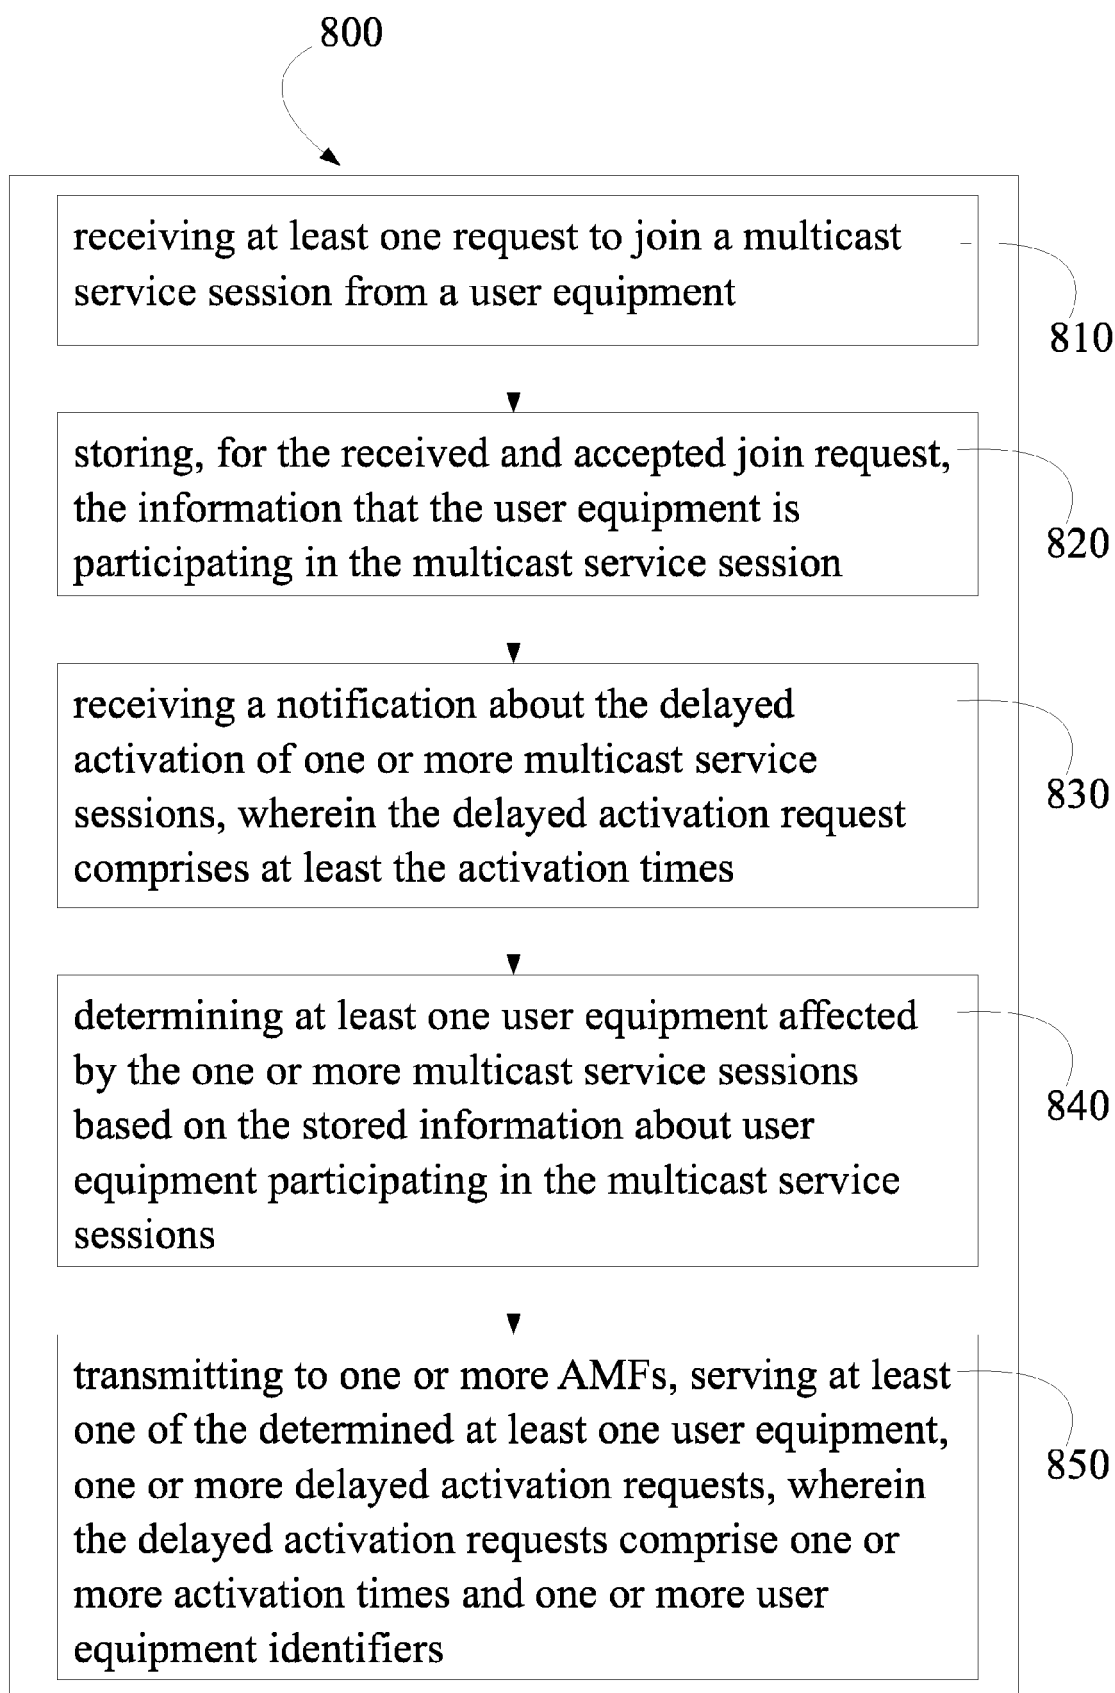 800
receiving at least one request to join a multicast
service session from a user equipment
810
storing, for the received and accepted join request,
the information that the user equipment is
participating in the multicast service session
820
receiving a notification about the delayed
activation of one or more multicast service
sessions, wherein the delayed activation request
comprises at least the activation times
830
determining at least one user equipment affected
by the one or more multicast service sessions
based on the stored information about user
equipment participating in the multicast service
sessions
840
transmitting to one or more AMFs, serving at least
one of the determined at least one user equipment,
one or more delayed activation requests, wherein
the delayed activation requests comprise one or
more activation times and one or more user
equipment identifiers
850